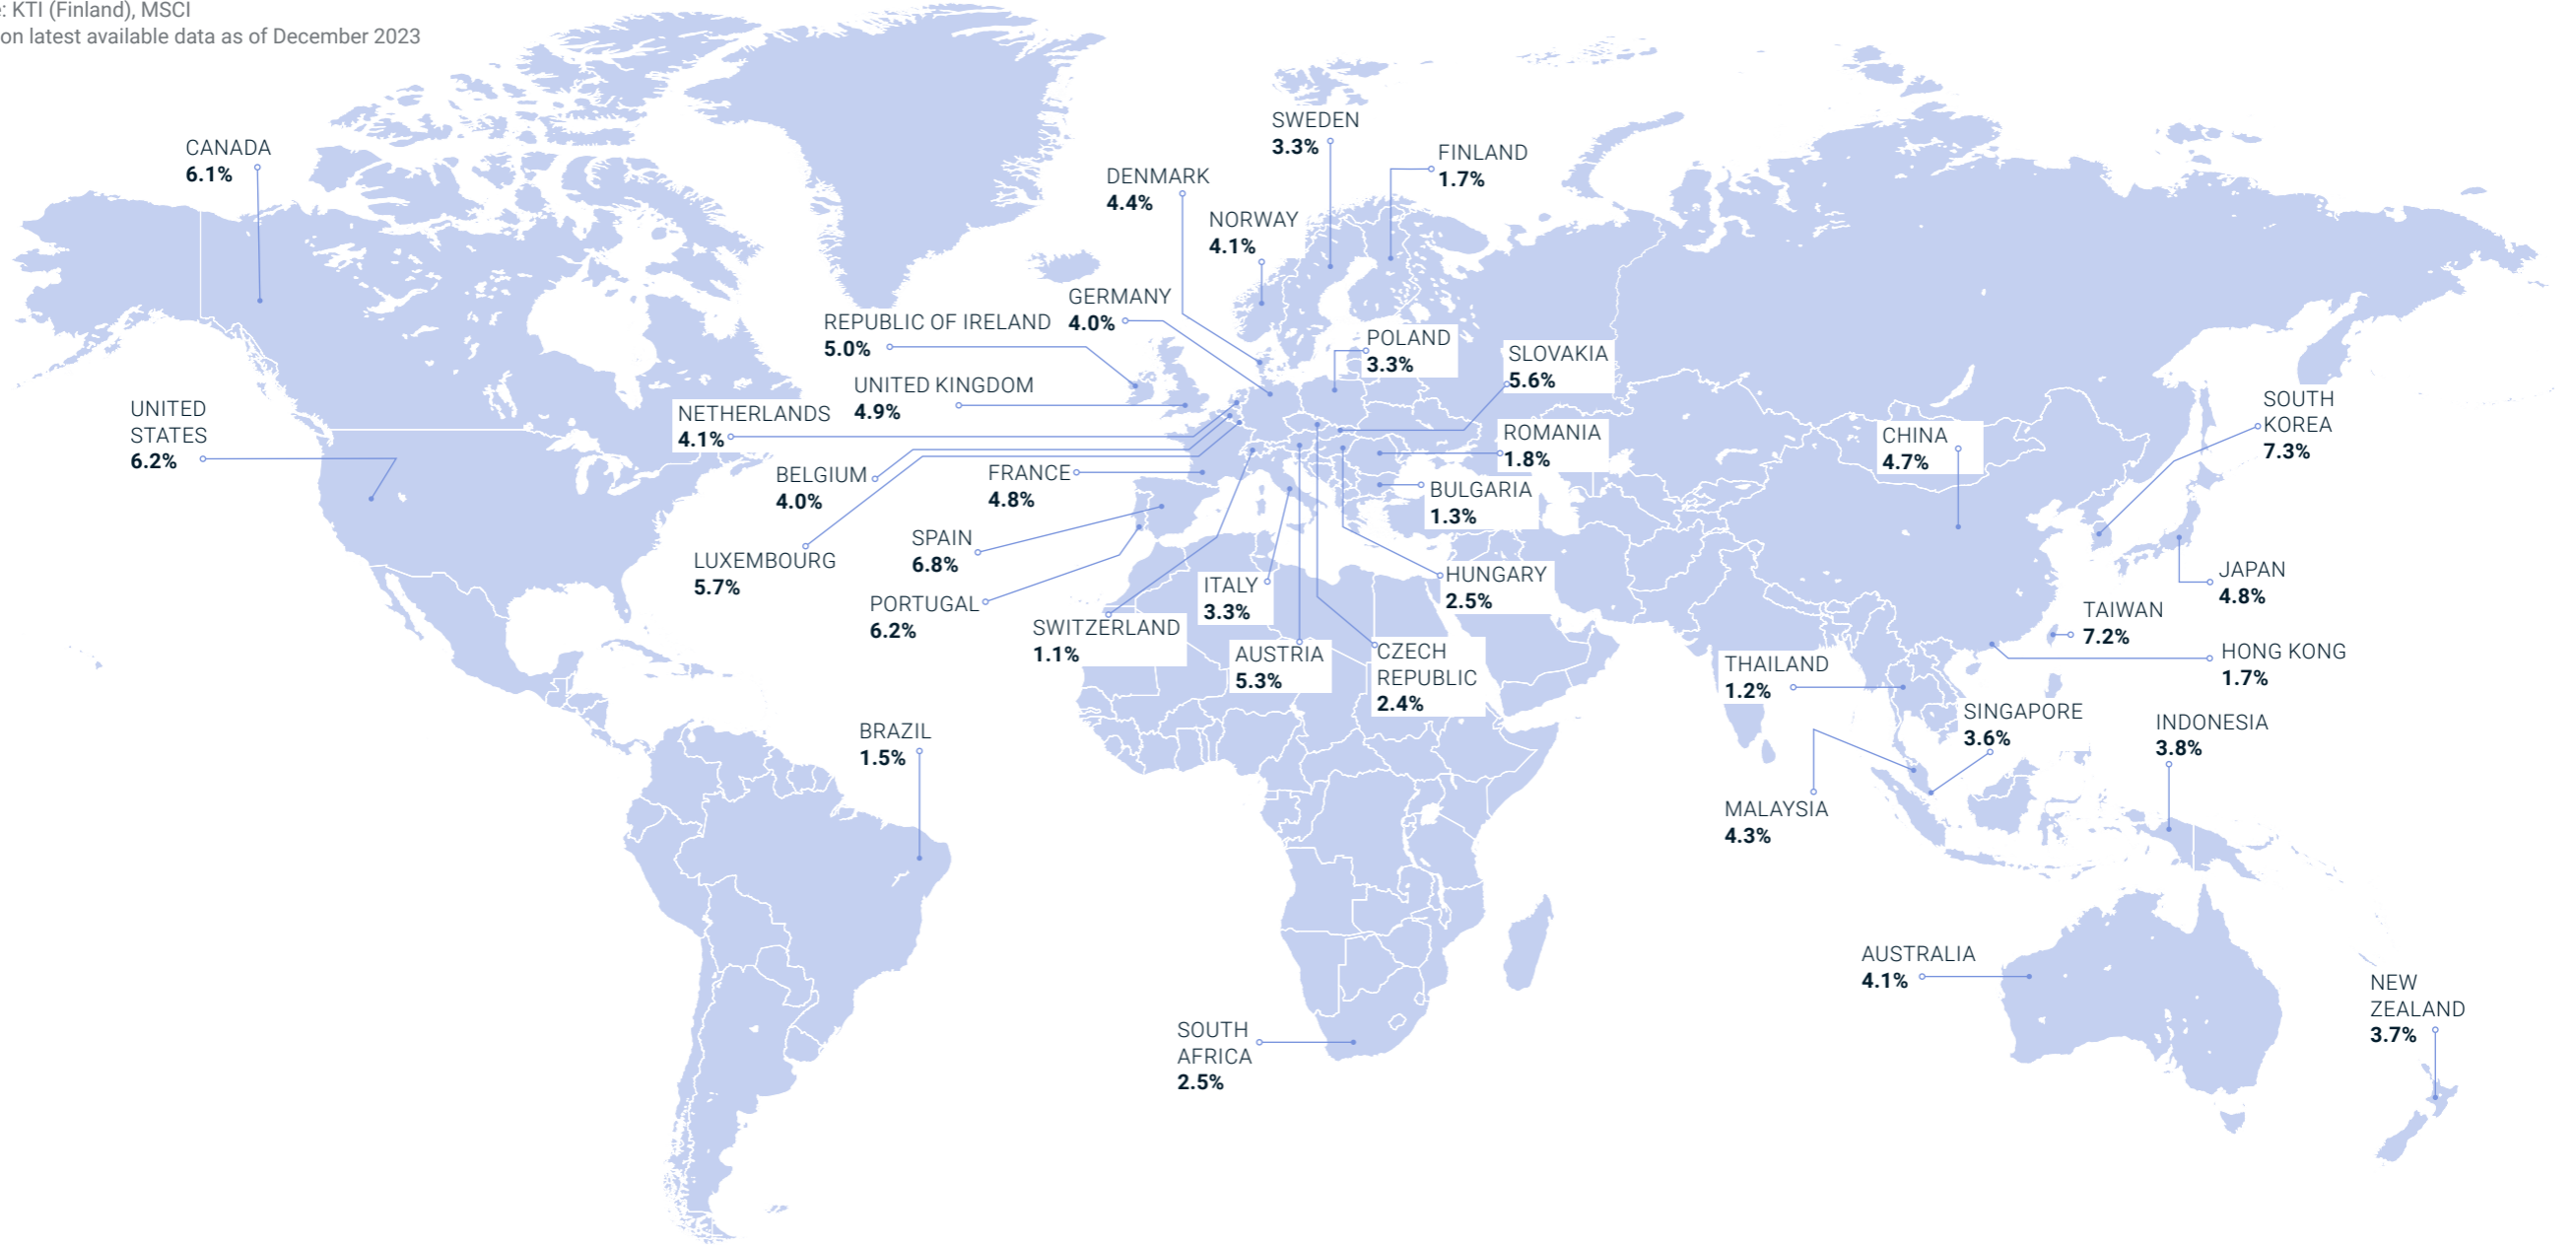 : KTI (Finland), MSCI
on latest available data as of December 2023
CANADA
6.1%
SWEDEN
3.3%
FINLAND
1.7%
DENMARK
4.4%
NORWAY
4.1%
GERMANY
4.0%
REPUBLIC OF IRELAND
5.0%
POLAND
3.3%
SLOVAKIA
5.6%
UNITED KINGDOM
4.9%
NETHERLANDS
4.1%
UNITED
STATES
6.2%
SOUTH
KOREA
7.3%
CHINA
4.7%
ROMANIA
1.8%
BELGIUM
4.0%
FRANCE
4.8%
BULGARIA
1.3%
SPAIN
6.8%
LUXEMBOURG
5.7%
PORTUGAL
6.2%
SWITZERLAND
1.1%
ITALY
3.3%
HUNGARY
2.5%
AUSTRIA
5.3%
CZECH
REPUBLIC
2.4%
JAPAN
4.8%
TAIWAN
7.2%
HONG KONG
1.7%
THAILAND
1.2%
SINGAPORE
3.6%
INDONESIA
3.8%
BRAZIL
1.5%
MALAYSIA
4.3%
AUSTRALIA
4.1%
NEW
ZEALAND
3.7%
SOUTH
AFRICA
2.5%